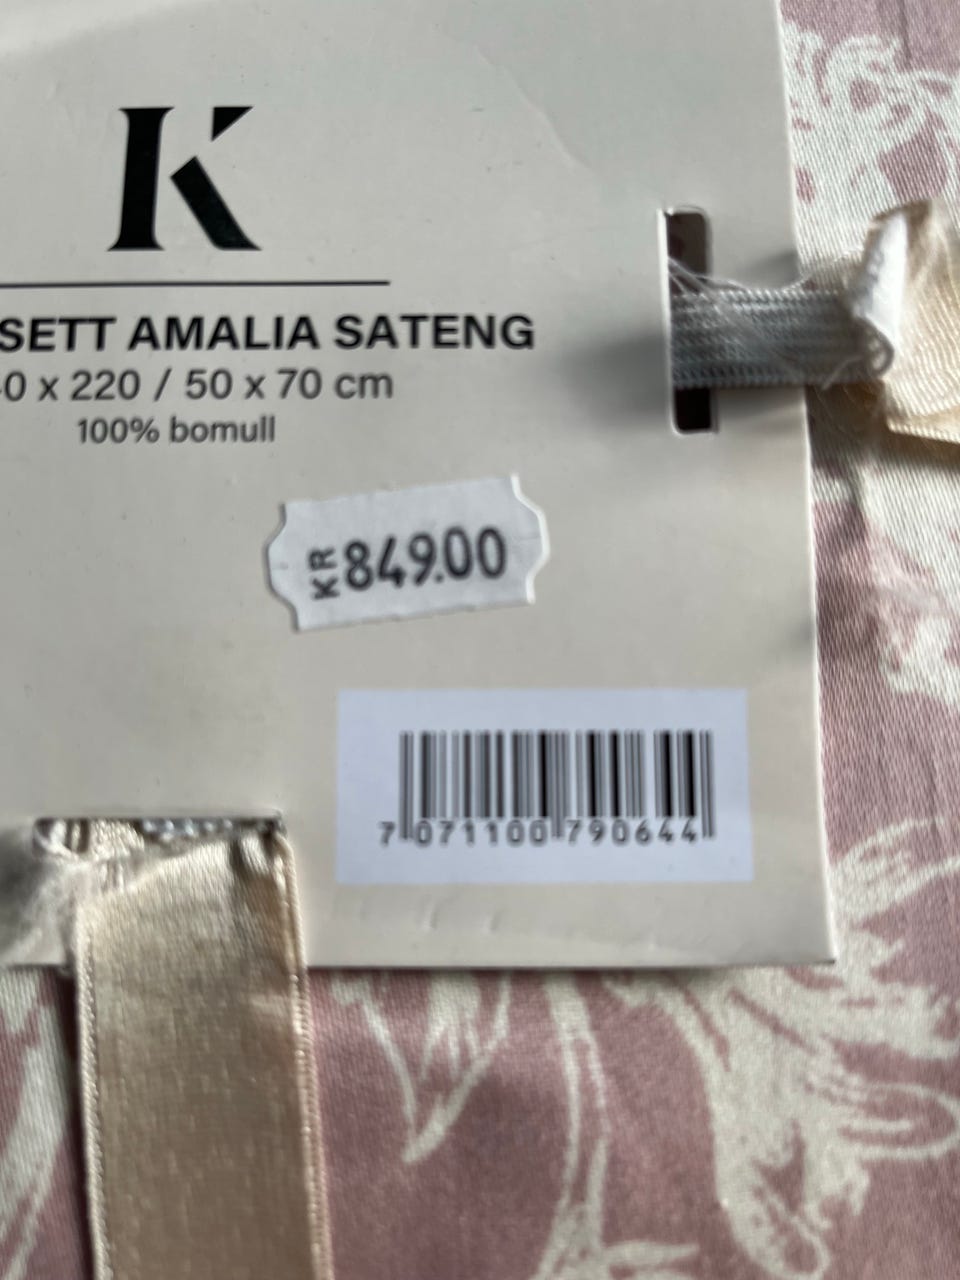 K
SETT AMALIA SATENG
0 x 220 / 50 x 70 cm
100% bomull
KR 849.00
7 071100 790644